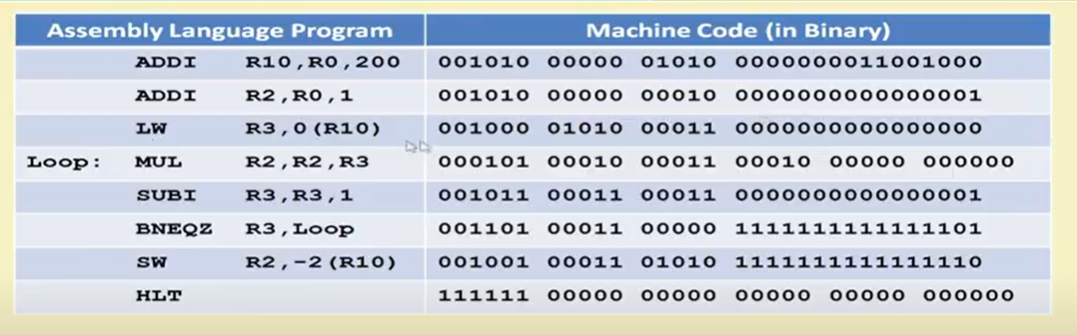 Assembly Language Program Machine Code (in Binary)
ADDI R10,R0,200 001010 00000 01010 0000000011001000
ADDI R2,R0,1 001010 00000 00010 0000000000000001
LW R3,0(R10) 001000 01010 00011 0000000000000000
Loop: MUL R2,R2,R3 000101 00010 00011 00010 00000 000000
SUBI R3,R3,1 001011 00011 00011 0000000000000001
BNEQZ R3,Loop 001101 00011 00000 1111111111111101
SW R2,-2(R10) 001001 00011 01010 1111111111111110
HLT 111111 00000 00000 00000 00000 000000